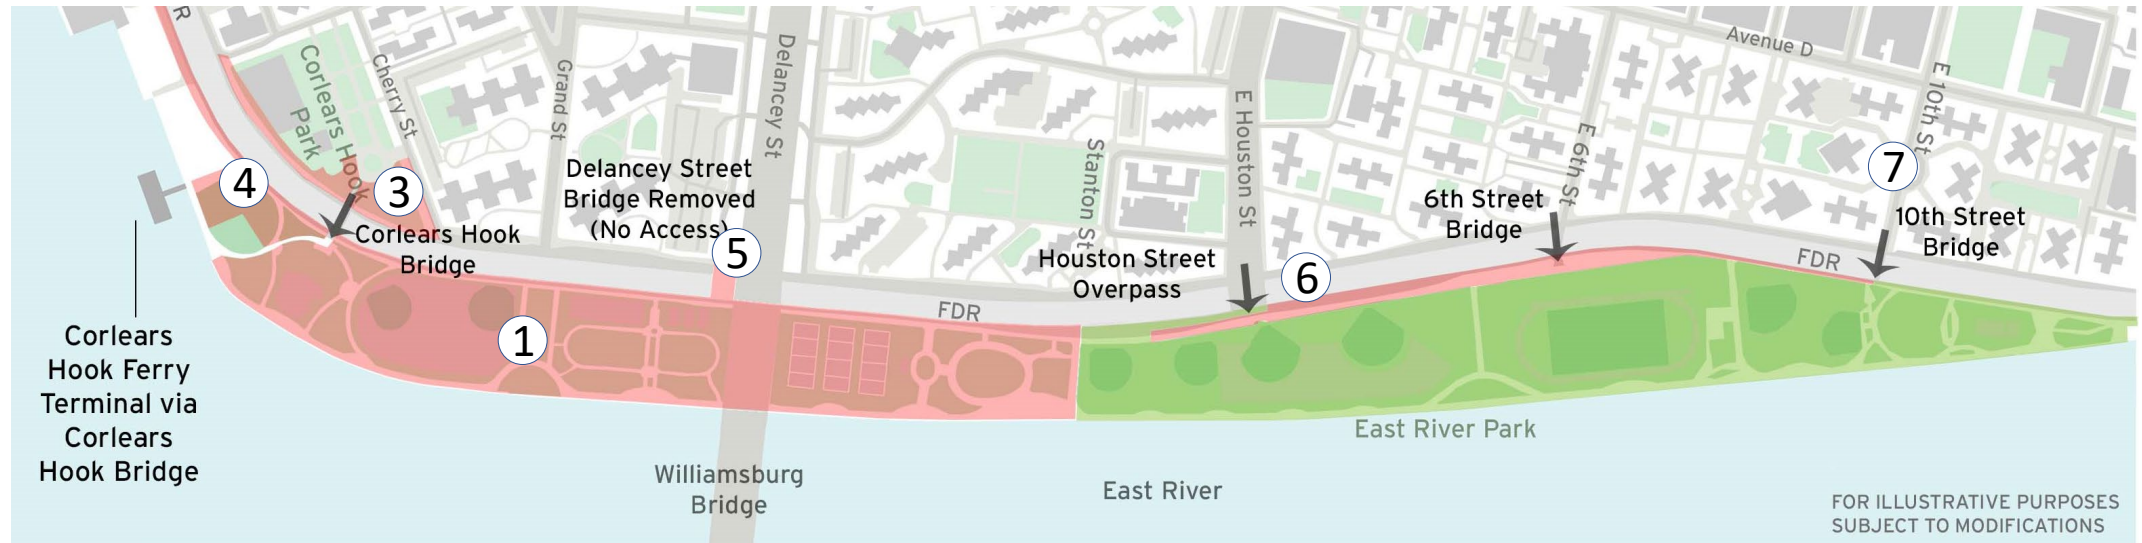 R
Corlears Hook
Park
Cherry St
Grand St
Delancey St
Stanton St
E Houston St
E 6th St
Avenue D
E 10th St
4
3
5
6
7
1
Delancey Street
Bridge Removed
(No Access)
Corlears Hook
Bridge
Houston Street
Overpass
6th Street
Bridge
10th Street
Bridge
FDR
FDR
Corlears
Hook Ferry
Terminal via
Corlears
Hook Bridge
Williamsburg
Bridge
East River
East River Park
FOR ILLUSTRATIVE PURPOSES
SUBJECT TO MODIFICATIONS